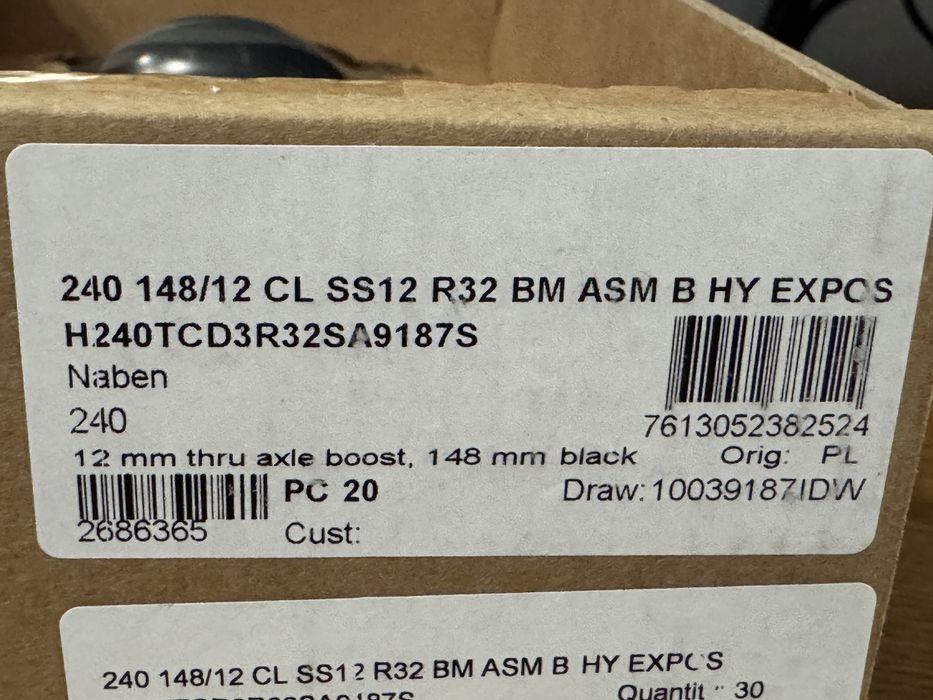 240 148/12 CL SS12 R32 BM ASM B HY EXPOS
H240TCD3R32SA9187S
Naben
240
7613052382524
12 mm thru axle boost, 148 mm black Orig: PL
PC 20 Draw: 10039187IDW
2686365
Cust:
240 148/12 CL SS12 R32 BM ASM B HY EXPOS
30